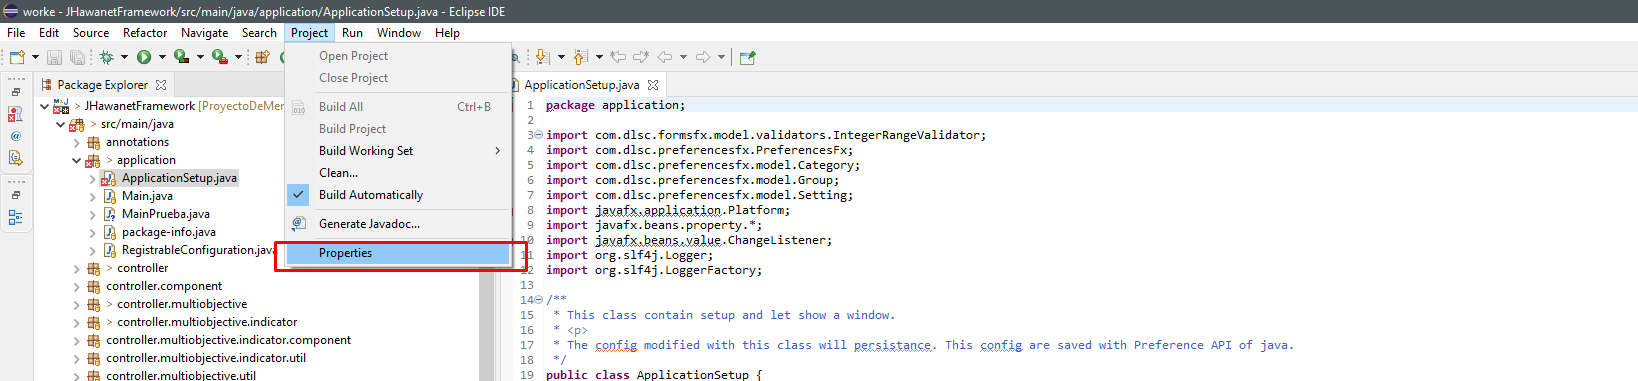 worke - JHawanetFramework/src/main/java/application/ApplicationSetup.java - Eclipse IDE
File Edit Source Refactor Navigate Search Project Run Window Help
Open Project
Close Project
Build All Ctrl+B
Build Project
Build Working Set
Clean...
Build Automatically
Generate Javadoc...
Properties
Package Explorer
> JHawanetFramework [ProyectoDeMer
src/main/java
annotations
> application
ApplicationSetup.java
Main.java
MainPrueba.java
package-info.java
RegistrableConfiguration.java
> controller
controller.component
> controller.multiobjective
> controller.multiobjective.indicator
controller.multiobjective.indicator.component
controller.multiobjective.indicator.util
controller.multiobjective.util
ApplicationSetup.java
1 package application;
2
3 import com.dlsc.formsfx.model.validators.IntegerRangeValidator;
4 import com.dlsc.preferencesfx.PreferencesFx;
5 import com.dlsc.preferencesfx.model.Category;
6 import com.dlsc.preferencesfx.model.Group;
7 import com.dlsc.preferencesfx.model.Setting;
8 import javafx.application.Platform;
9 import javafx.beans.property.*;
10 import javafx.beans.value.ChangeListener;
11 import org.slf4j.Logger;
12 import org.slf4j.LoggerFactory;
13
14 /**
15 * This class contain setup and let show a window.
16 * <p>
17 * The config modified with this class will persistance. This config are saved with Preference API of java.
18 */
19 public class ApplicationSetup {